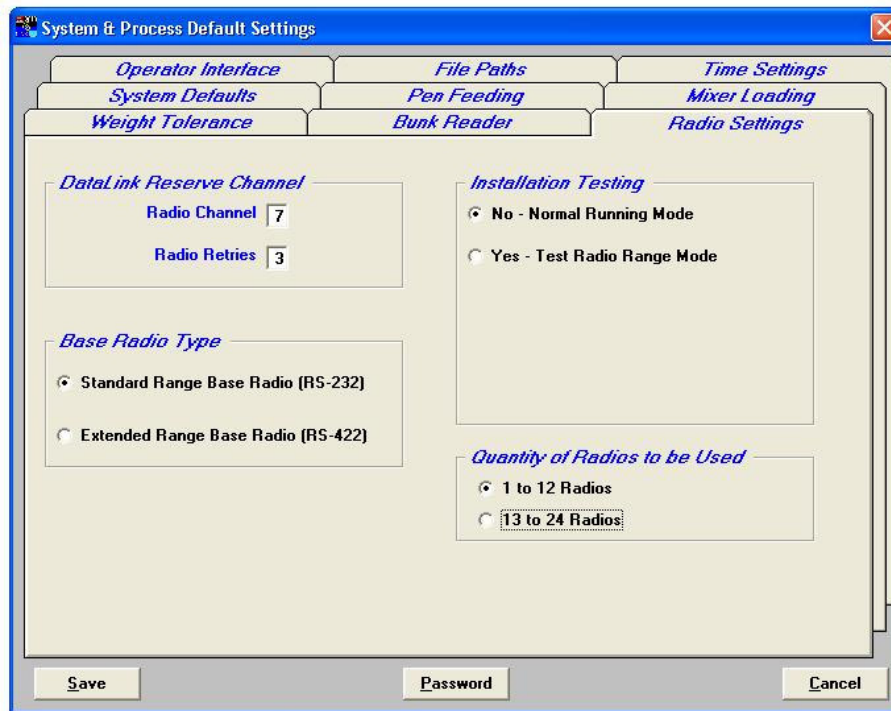 System & Process Default Settings
Operator Interface
File Paths
Time Settings
System Defaults
Pen Feeding
Mixer Loading
Weight Tolerance
Bunk Reader
Radio Settings
DataLink Reserve Channel
Radio Channel 7
Radio Retries 3
Installation Testing
No - Normal Running Mode
Yes - Test Radio Range Mode
Base Radio Type
Standard Range Base Radio (RS-232)
Extended Range Base Radio (RS-422)
Quantity of Radios to be Used
1 to 12 Radios
13 to 24 Radios
Save
Password
Cancel